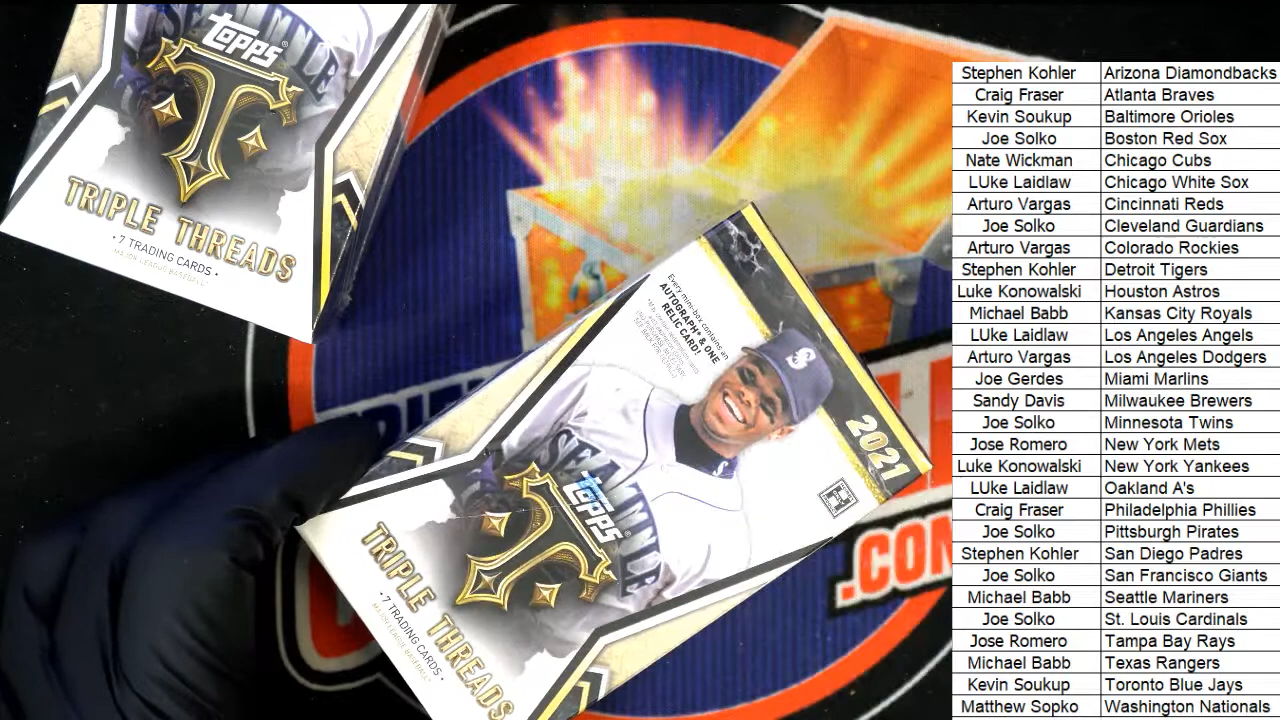 topps®
TRIPLE THREADS
• 7 TRADING CARDS •
MAJOR LEAGUE BASEBALL®
Every mini-box contains an
AUTOGRAPH* & ONE
RELIC CARD!
2021
SEATTLE
topps®
TRIPLE THREADS
• 7 TRADING CARDS •
MAJOR LEAGUE BASEBALL®
.COM
Stephen Kohler Arizona Diamondbacks
Craig Fraser Atlanta Braves
Kevin Soukup Baltimore Orioles
Joe Solko Boston Red Sox
Nate Wickman Chicago Cubs
LUke Laidlaw Chicago White Sox
Arturo Vargas Cincinnati Reds
Joe Solko Cleveland Guardians
Arturo Vargas Colorado Rockies
Stephen Kohler Detroit Tigers
Luke Konowalski Houston Astros
Michael Babb Kansas City Royals
LUke Laidlaw Los Angeles Angels
Arturo Vargas Los Angeles Dodgers
Joe Gerdes Miami Marlins
Sandy Davis Milwaukee Brewers
Joe Solko Minnesota Twins
Jose Romero New York Mets
Luke Konowalski New York Yankees
LUke Laidlaw Oakland A's
Craig Fraser Philadelphia Phillies
Joe Solko Pittsburgh Pirates
Stephen Kohler San Diego Padres
Joe Solko San Francisco Giants
Michael Babb Seattle Mariners
Joe Solko St. Louis Cardinals
Jose Romero Tampa Bay Rays
Michael Babb Texas Rangers
Kevin Soukup Toronto Blue Jays
Matthew Sopko Washington Nationals